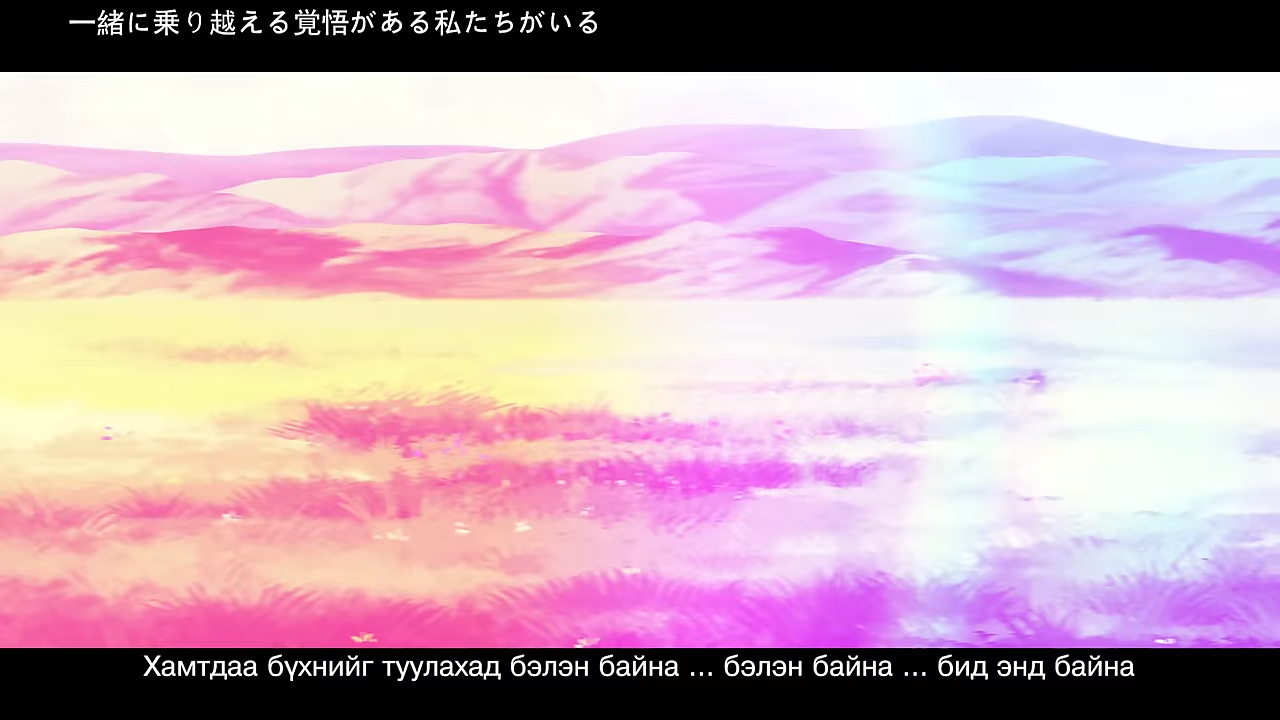 一緒に乗り越える覚悟がある私たちがいる
Хамтдаа бүхнийг туулахад бэлэн байна ... бэлэн байна ... бид энд байна